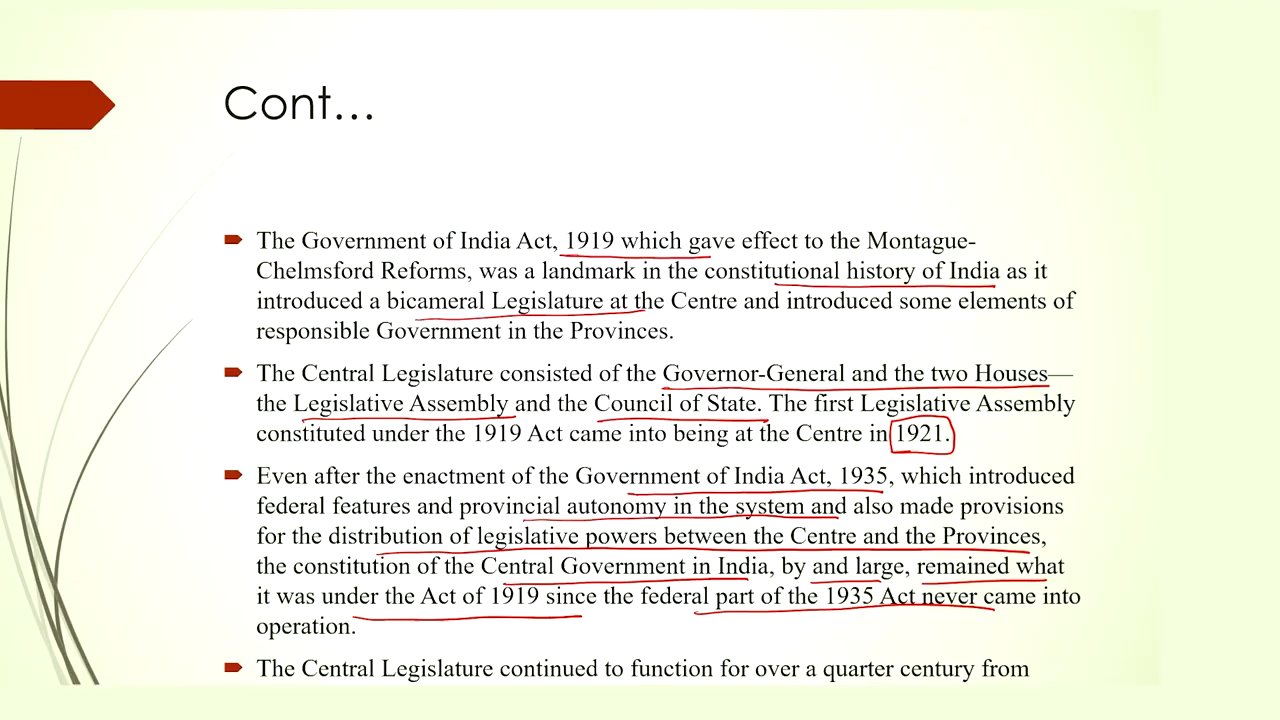 Cont…
The Government of India Act, 1919 which gave effect to the Montague-
Chelmsford Reforms, was a landmark in the constitutional history of India as it
introduced a bicameral Legislature at the Centre and introduced some elements of
responsible Government in the Provinces.
The Central Legislature consisted of the Governor-General and the two Houses—
the Legislative Assembly and the Council of State. The first Legislative Assembly
constituted under the 1919 Act came into being at the Centre in 1921.
Even after the enactment of the Government of India Act, 1935, which introduced
federal features and provincial autonomy in the system and also made provisions
for the distribution of legislative powers between the Centre and the Provinces,
the constitution of the Central Government in India, by and large, remained what
it was under the Act of 1919 since the federal part of the 1935 Act never came into
operation.
The Central Legislature continued to function for over a quarter century from